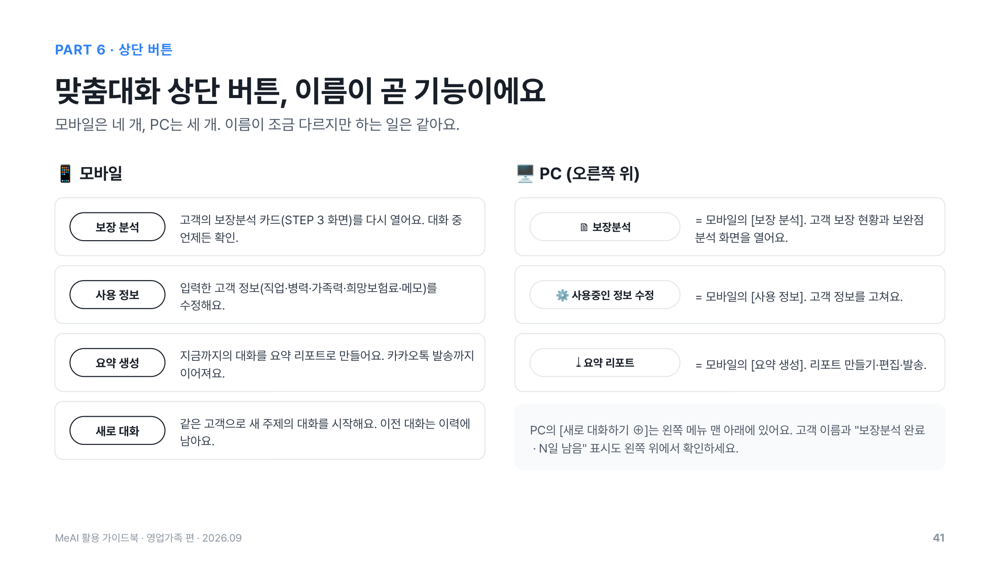 PART 6 · 상단 버튼
맞춤대화 상단 버튼, 이름이 곧 기능이에요
모바일은 네 개, PC는 세 개. 이름이 조금 다르지만 하는 일은 같아요.
📱 모바일
보장 분석
고객의 보장분석 카드(STEP 3 화면)를 다시 열어요. 대화 중
언제든 확인.
사용 정보
입력한 고객 정보(직업·병력·가족력·희망보험료·메모)를
수정해요.
요약 생성
지금까지의 대화를 요약 리포트로 만들어요. 카카오톡 발송까지
이어져요.
새로 대화
같은 고객으로 새 주제의 대화를 시작해요. 이전 대화는 이력에
남아요.
🖥️ PC (오른쪽 위)
🗎 보장분석
= 모바일의 [보장 분석]. 고객 보장 현황과 보완점
분석 화면을 열어요.
⚙️ 사용중인 정보 수정
= 모바일의 [사용 정보]. 고객 정보를 고쳐요.
⤓ 요약 리포트
= 모바일의 [요약 생성]. 리포트 만들기·편집·발송.
PC의 [새로 대화하기 ⊕]는 왼쪽 메뉴 맨 아래에 있어요. 고객 이름과 "보장분석 완료
· N일 남음" 표시도 왼쪽 위에서 확인하세요.
MeAI 활용 가이드북 · 영업가족 편 · 2026.09
41